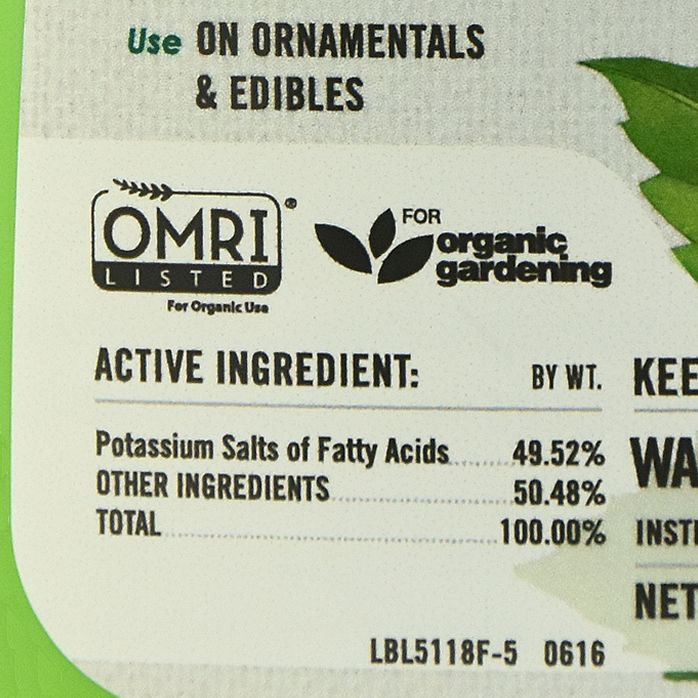 Use ON ORNAMENTALS
& EDIBLES
OMRI ®
LISTED
For Organic Use
FOR
organic
gardening
ACTIVE INGREDIENT: BY WT.
Potassium Salts of Fatty Acids 49.52%
OTHER INGREDIENTS 50.48%
TOTAL 100.00%
LBL5118F-5 0616
KEE
WA
INST
NET